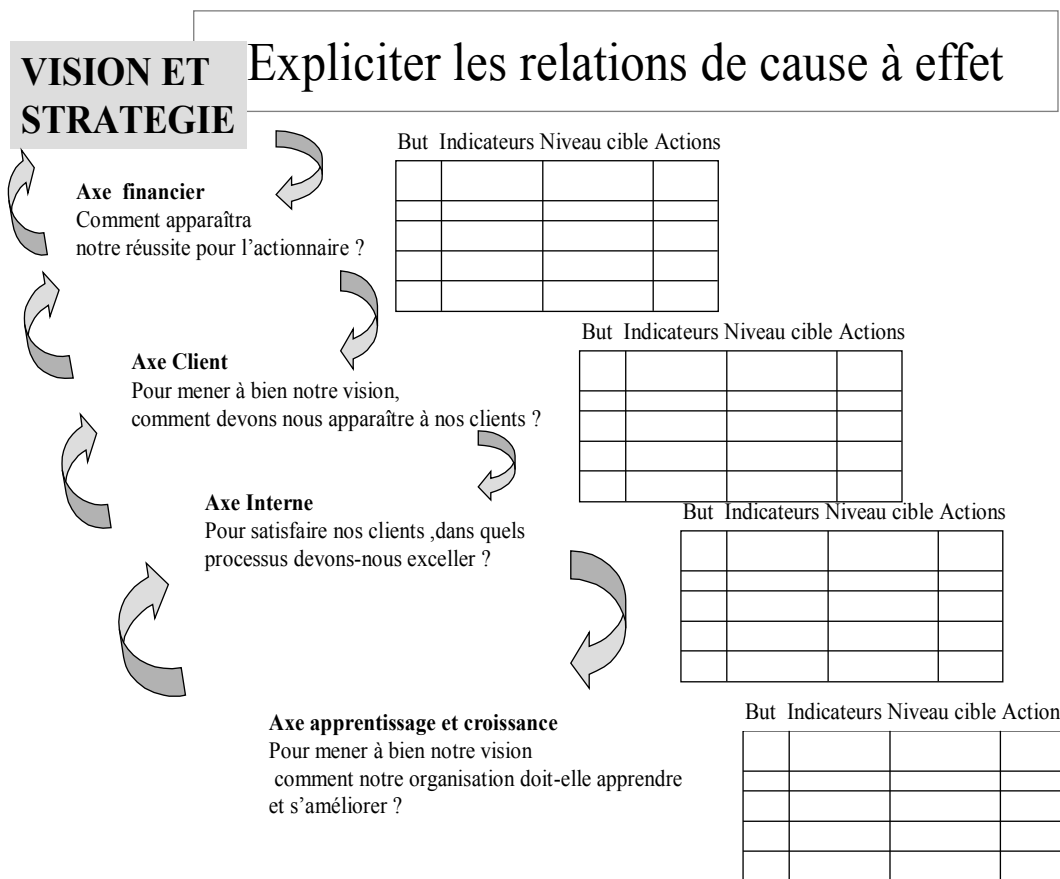 Expliciter les relations de cause à effet
VISION ET
STRATEGIE
But Indicateurs Niveau cible Actions
Axe financier
Comment apparaîtra
notre réussite pour l’actionnaire ?
But Indicateurs Niveau cible Actions
Axe Client
Pour mener à bien notre vision,
comment devons nous apparaître à nos clients ?
Axe Interne
Pour satisfaire nos clients ,dans quels
processus devons-nous exceller ?
But Indicateurs Niveau cible Actions
Axe apprentissage et croissance
Pour mener à bien notre vision
comment notre organisation doit-elle apprendre
et s’améliorer ?
But Indicateurs Niveau cible Action